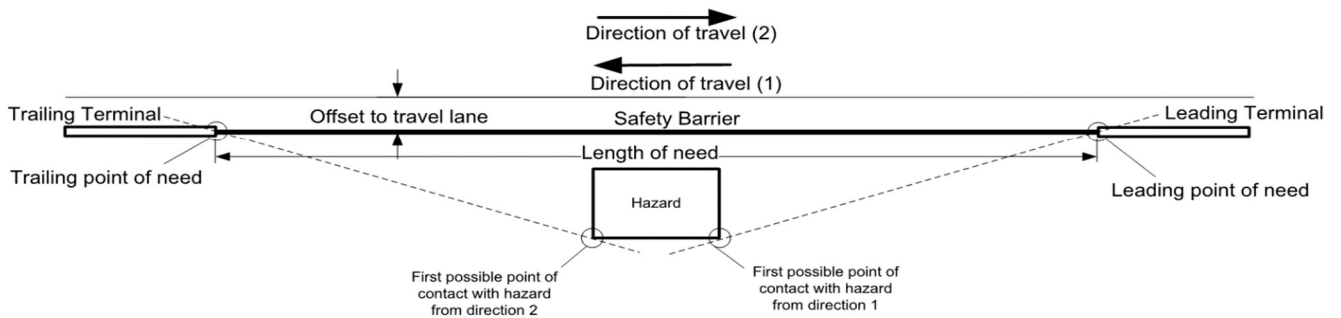 Direction of travel (2)
Direction of travel (1)
Trailing Terminal
Offset to travel lane
Safety Barrier
Leading Terminal
Length of need
Trailing point of need
Leading point of need
Hazard
First possible point of
contact with hazard
from direction 2
First possible point of
contact with hazard
from direction 1